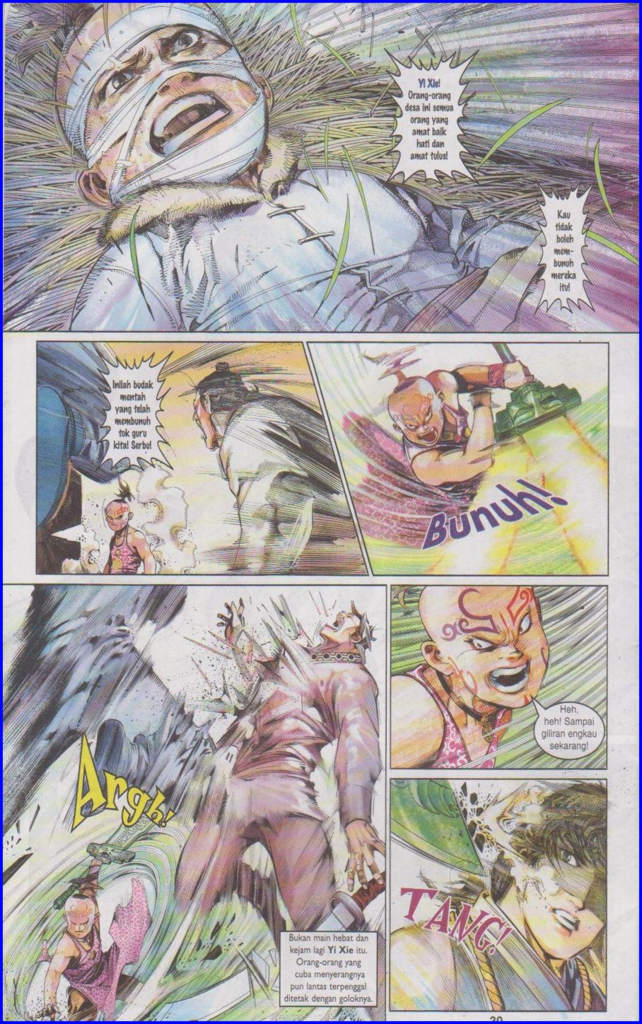 Yi Xie!
Orang-orang
desa ini semua
orang yang
amat baik
hati dan
amat tulus!
Kau
tidak
boleh
mem-
bunuh
mereka
itu!
Inilah budak
mentah
yang telah
membunuh
tok guru
kita! Serbu!
Bunuh!
Argh!
Bukan main hebat dan
kejam lagi Yi Xie itu.
Orang-orang yang
cuba menyerangnya
pun lantas terpenggal
ditetak dengan goloknya.
Heh,
heh! Sampai
giliran engkau
sekarang!
TANG!
20